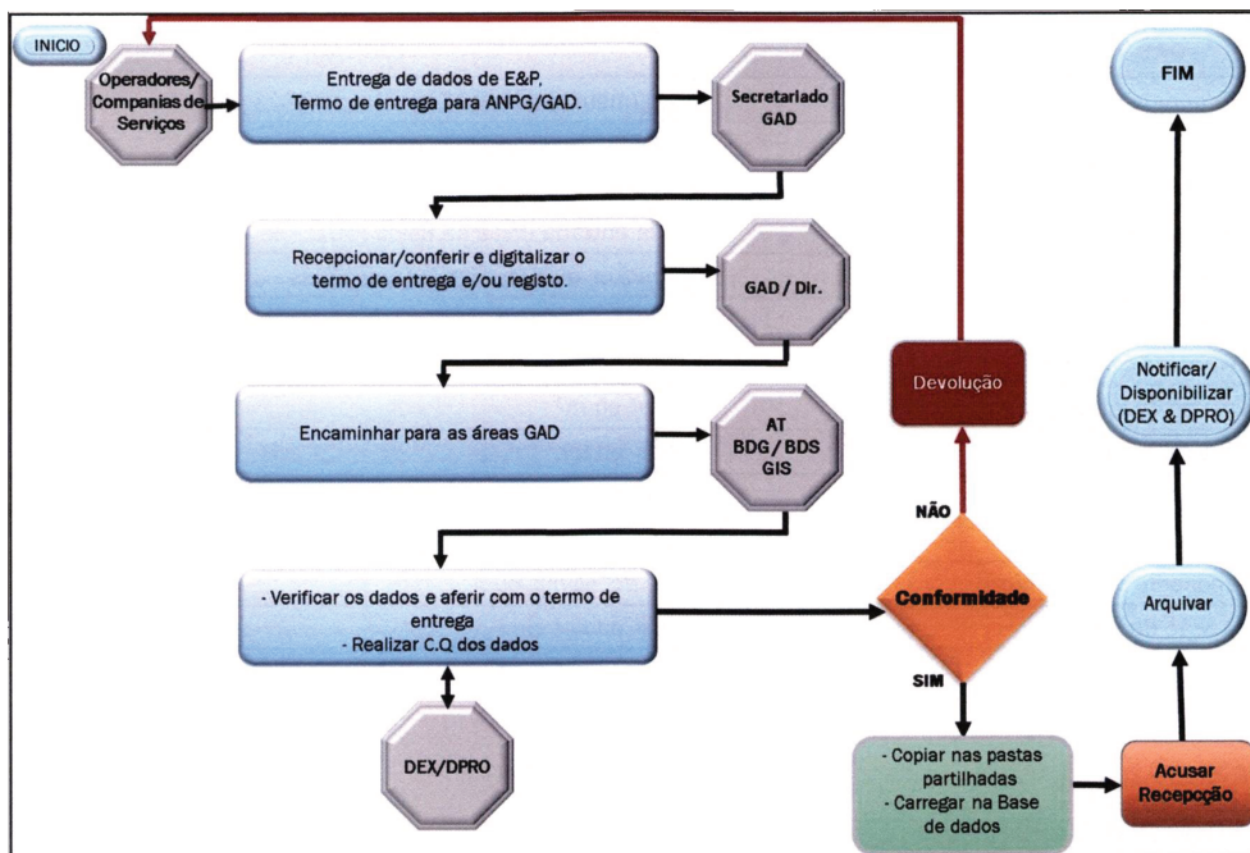 INICIO
Operadores/
Companias de
Serviços
Entrega de dados de E&P,
Termo de entrega para ANPG/GAD.
Secretariado
GAD
Recepcionar/conferir e digitalizar o
termo de entrega e/ou registo.
GAD / Dir.
Encaminhar para as áreas GAD
AT
BDG / BDS
GIS
- Verificar os dados e aferir com o termo de
entrega
- Realizar C.Q dos dados
DEX/DPRO
Conformidade
NÃO
Devolução
SIM
- Copiar nas pastas
partilhadas
- Carregar na Base
de dados
Acusar
Recepcção
Arquivar
Notificar/
Disponibilizar
(DEX & DPRO)
FIM